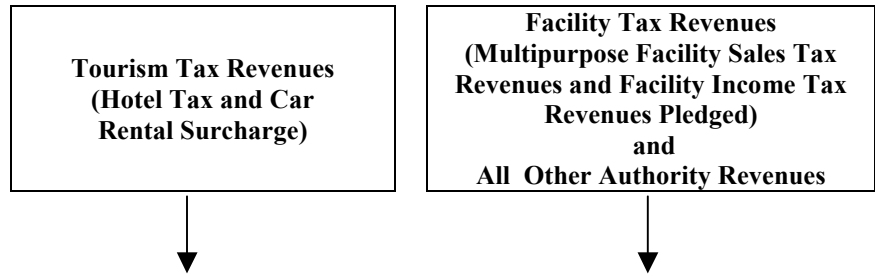 Tourism Tax Revenues
(Hotel Tax and Car
Rental Surcharge)
Facility Tax Revenues
(Multipurpose Facility Sales Tax
Revenues and Facility Income Tax
Revenues Pledged)
and
All Other Authority Revenues